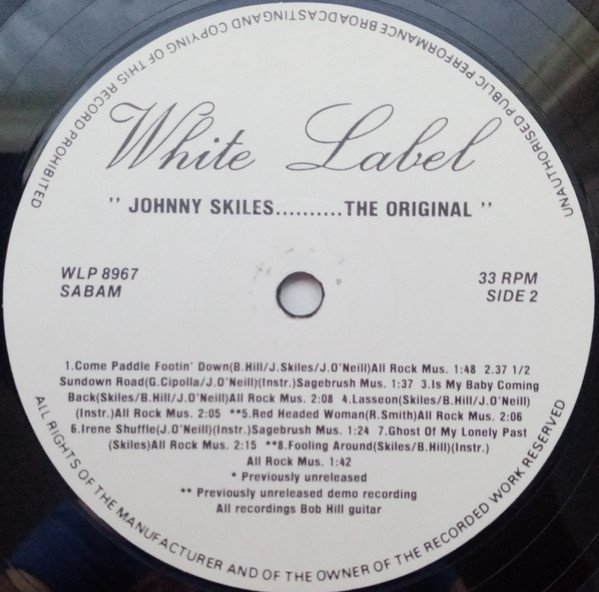 UNAUTHORISED PUBLIC PERFORMANCE BROADCASTING AND COPYING OF THIS RECORD PROHIBITED
White Label
" JOHNNY SKILES..........THE ORIGINAL "
WLP 8967
SABAM
33 RPM
SIDE 2
1.Come Paddle Footin' Down(B.Hill/J.Skiles/J.O'Neill)All Rock Mus. 1:48 2.37 1/2
Sundown Road(G.Cipolla/J.O'Neill)(Instr.)Sagebrush Mus. 1:37 3.Is My Baby Coming
Back(Skiles/B.Hill/J.O'Neill)All Rock Mus. 2:08 4.Lasseon(Skiles/B.Hill/J.O'Neill)
(Instr.)All Rock Mus. 2:05 **5.Red Headed Woman(R.Smith)All Rock Mus. 2:06
6.Irene Shuffle(J.O'Neill)(Instr.)Sagebrush Mus. 1:24 7.Ghost Of My Lonely Past
(Skiles)All Rock Mus. 2:15 **8.Fooling Around(Skiles/B.Hill)(Instr.)
All Rock Mus. 1:42
* Previously unreleased
** Previously unreleased demo recording
All recordings Bob Hill guitar
ALL RIGHTS OF THE MANUFACTURER AND OF THE OWNER OF THE RECORDED WORK RESERVED